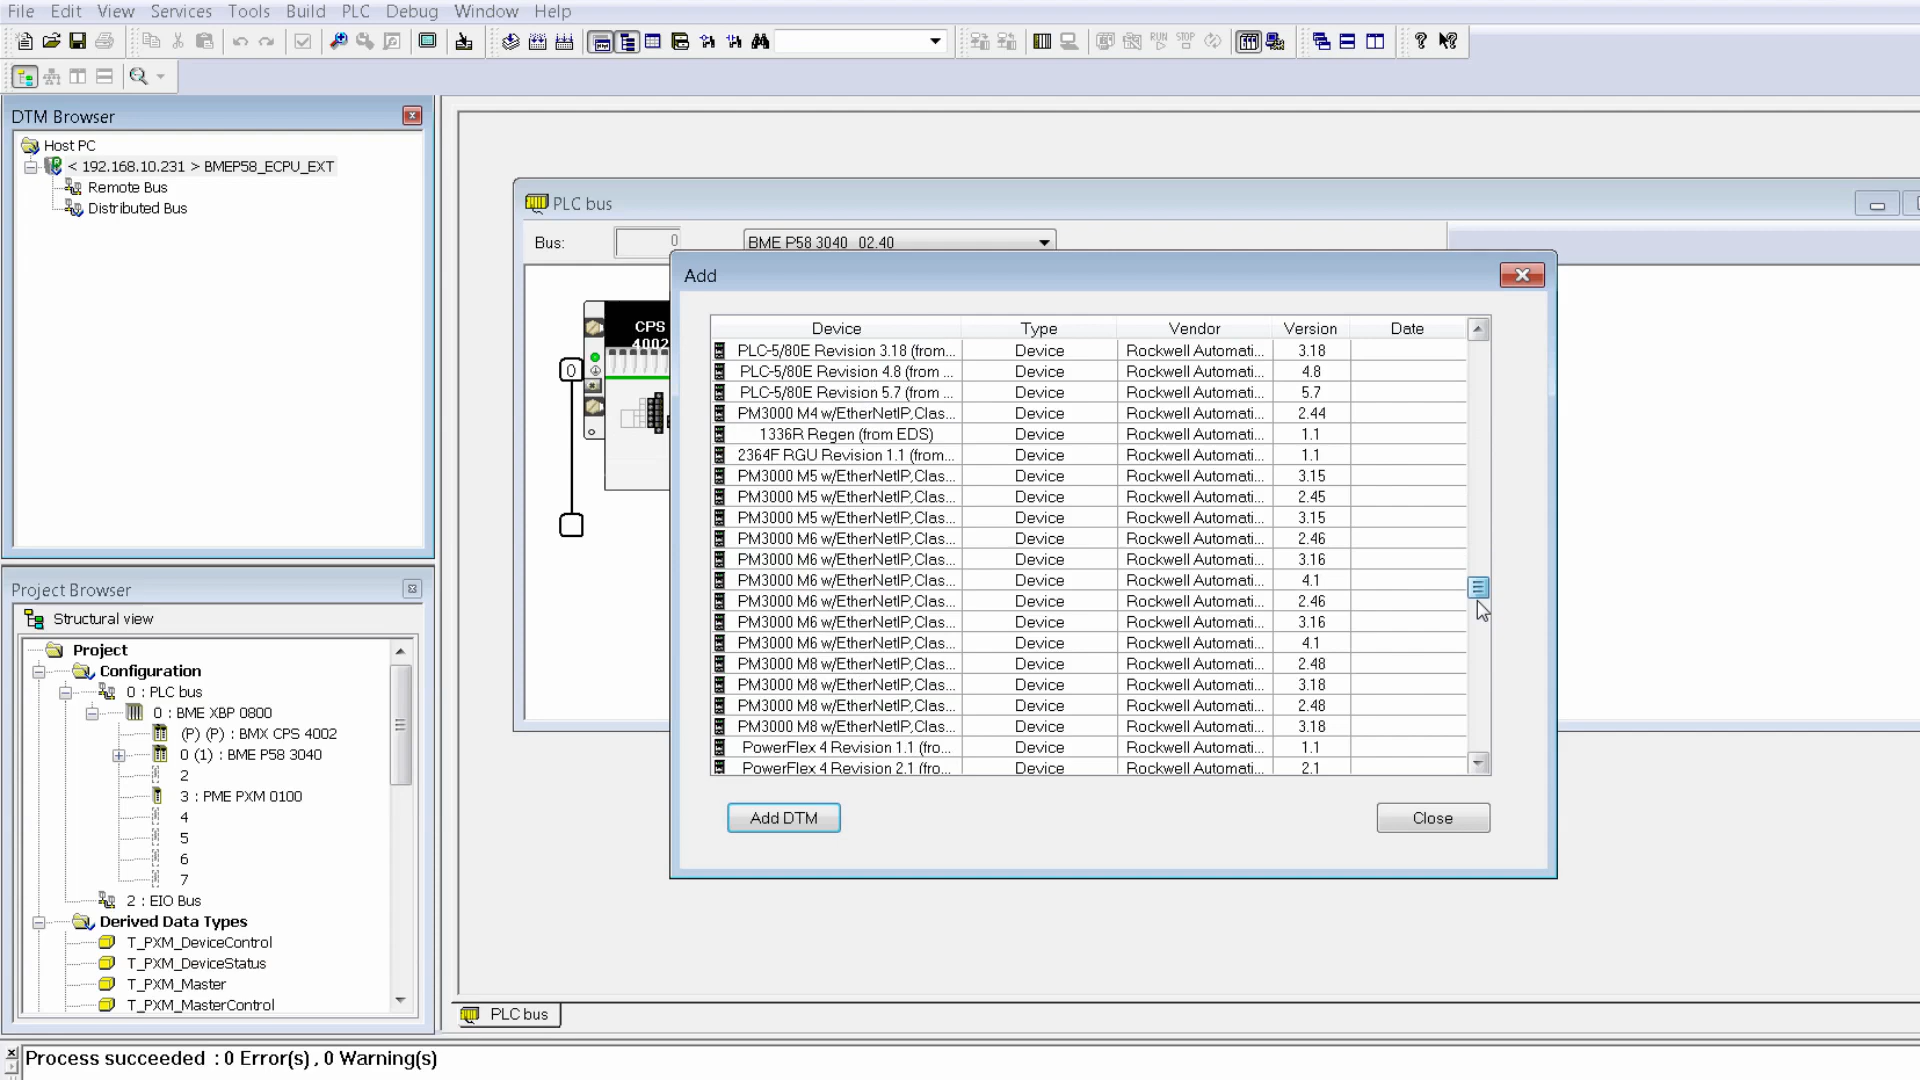 File Edit View Services Tools Build PLC Debug Window Help
DTM Browser
Host PC
< 192.168.10.231 > BMEP58_ECPU_EXT
Remote Bus
Distributed Bus
Project Browser
Structural view
Project
Configuration
0 : PLC bus
0 : BME XBP 0800
(P) (P) : BMX CPS 4002
0 (1) : BME P58 3040
2
3 : PME PXM 0100
4
5
6
7
2 : EIO Bus
Derived Data Types
T_PXM_DeviceControl
T_PXM_DeviceStatus
T_PXM_Master
T_PXM_MasterControl
PLC bus
Bus: 0 BME P58 3040 02.40
CPS
4002
0
Add
Device Type Vendor Version Date
PLC-5/80E Revision 3.18 (from... Device Rockwell Automati... 3.18
PLC-5/80E Revision 4.8 (from ... Device Rockwell Automati... 4.8
PLC-5/80E Revision 5.7 (from ... Device Rockwell Automati... 5.7
PM3000 M4 w/EtherNetIP,Clas... Device Rockwell Automati... 2.44
1336R Regen (from EDS) Device Rockwell Automati... 1.1
2364F RGU Revision 1.1 (from... Device Rockwell Automati... 1.1
PM3000 M5 w/EtherNetIP,Clas... Device Rockwell Automati... 3.15
PM3000 M5 w/EtherNetIP,Clas... Device Rockwell Automati... 2.45
PM3000 M5 w/EtherNetIP,Clas... Device Rockwell Automati... 3.15
PM3000 M6 w/EtherNetIP,Clas... Device Rockwell Automati... 2.46
PM3000 M6 w/EtherNetIP,Clas... Device Rockwell Automati... 3.16
PM3000 M6 w/EtherNetIP,Clas... Device Rockwell Automati... 4.1
PM3000 M6 w/EtherNetIP,Clas... Device Rockwell Automati... 2.46
PM3000 M6 w/EtherNetIP,Clas... Device Rockwell Automati... 3.16
PM3000 M6 w/EtherNetIP,Clas... Device Rockwell Automati... 4.1
PM3000 M8 w/EtherNetIP,Clas... Device Rockwell Automati... 2.48
PM3000 M8 w/EtherNetIP,Clas... Device Rockwell Automati... 3.18
PM3000 M8 w/EtherNetIP,Clas... Device Rockwell Automati... 2.48
PM3000 M8 w/EtherNetIP,Clas... Device Rockwell Automati... 3.18
PowerFlex 4 Revision 1.1 (fro... Device Rockwell Automati... 1.1
PowerFlex 4 Revision 2.1 (fro... Device Rockwell Automati... 2.1
Add DTM Close
PLC bus
Process succeeded : 0 Error(s) , 0 Warning(s)